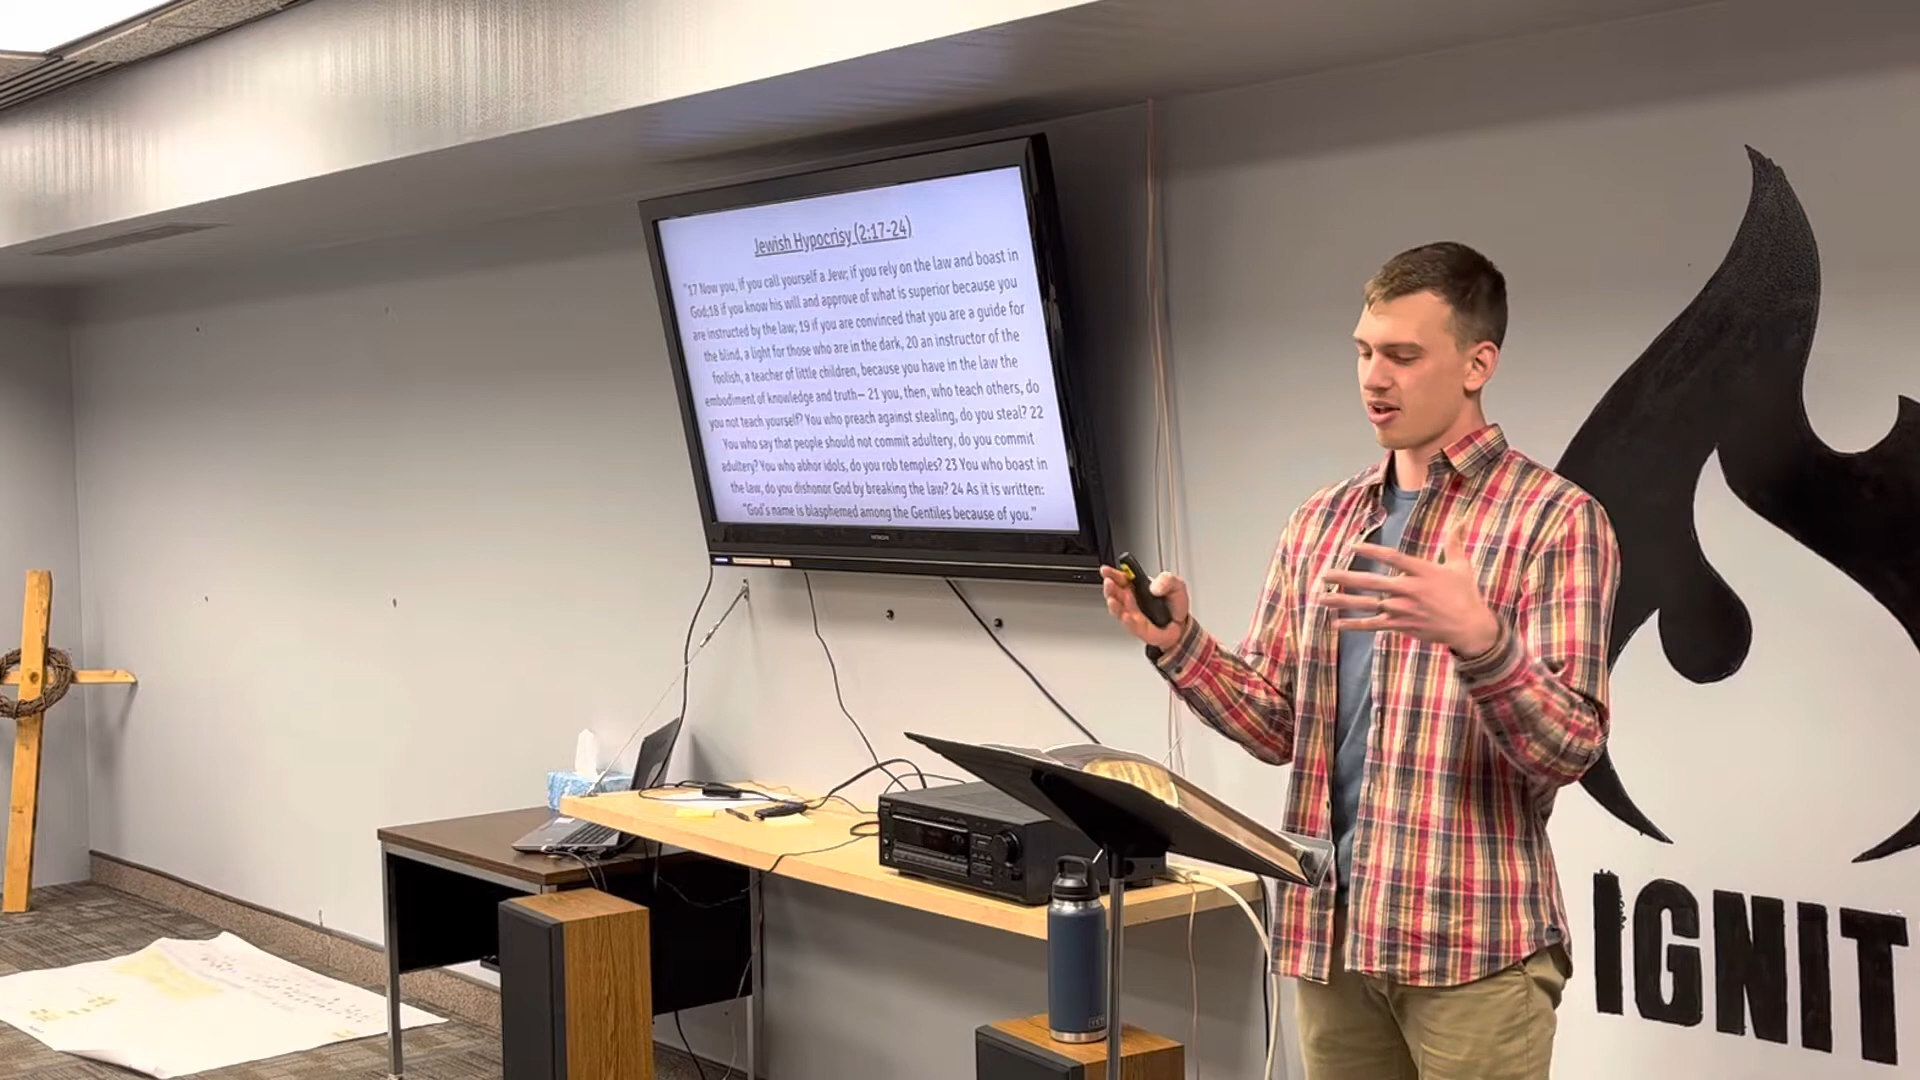 Jewish Hypocrisy (2:17-24)
"17 Now you, if you call yourself a Jew; if you rely on the law and boast in
God;18 if you know his will and approve of what is superior because you
are instructed by the law; 19 if you are convinced that you are a guide for
the blind, a light for those who are in the dark, 20 an instructor of the
foolish, a teacher of little children, because you have in the law the
embodiment of knowledge and truth— 21 you, then, who teach others, do
you not teach yourself? You who preach against stealing, do you steal? 22
You who say that people should not commit adultery, do you commit
adultery? You who abhor idols, do you rob temples? 23 You who boast in
the law, do you dishonor God by breaking the law? 24 As it is written:
"God's name is blasphemed among the Gentiles because of you."
HITACHI
IGNIT
YETI